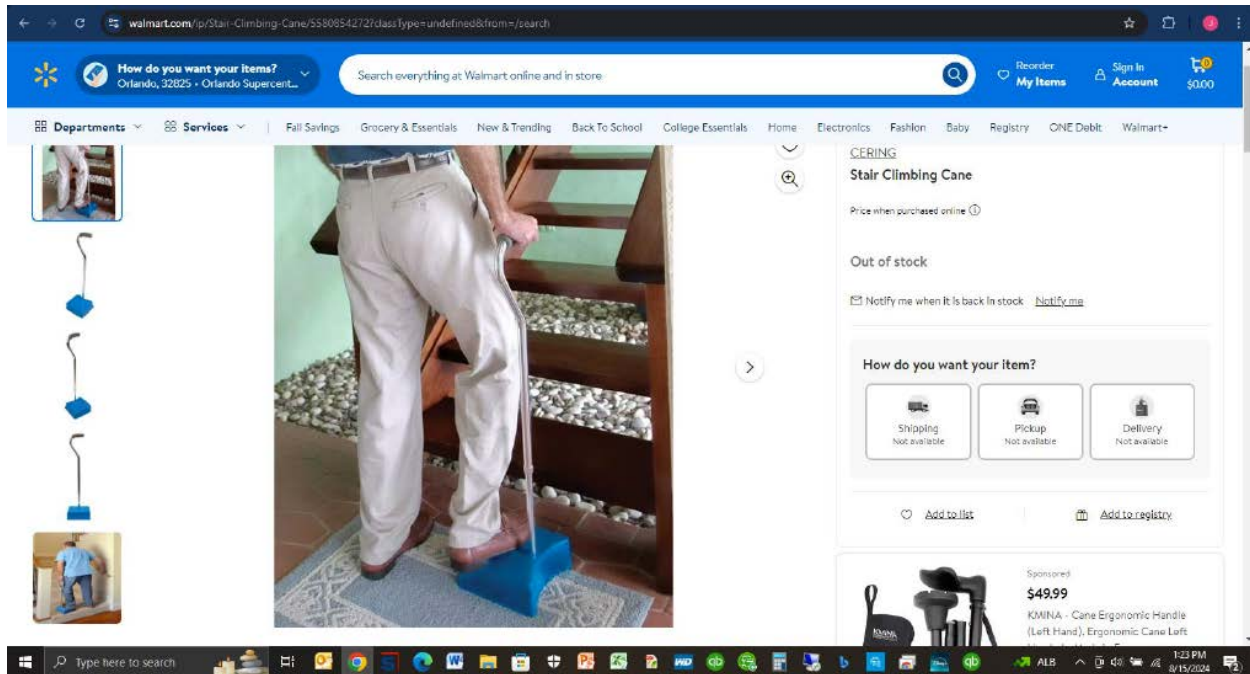 walmart.com/ip/Stair-Climbing-Cane/5580854272?classType=undefined&from=/search
How do you want your items?
Orlando, 32825 • Orlando Supercent...
Search everything at Walmart online and in store
Reorder
My Items
Sign In
Account
0
$0.00
Departments
Services
Fall Savings
Grocery & Essentials
New & Trending
Back To School
College Essentials
Home
Electronics
Fashion
Baby
Registry
ONE Debit
Walmart+
CERING
Stair Climbing Cane
Price when purchased online
Out of stock
Notify me when it is back in stock Notify me
How do you want your item?
Shipping
Not available
Pickup
Not available
Delivery
Not available
Add to list
Add to registry
Sponsored
$49.99
KMINA - Cane Ergonomic Handle
(Left Hand), Ergonomic Cane Left
KMINA
Type here to search
ALB
1:23 PM
8/15/2024